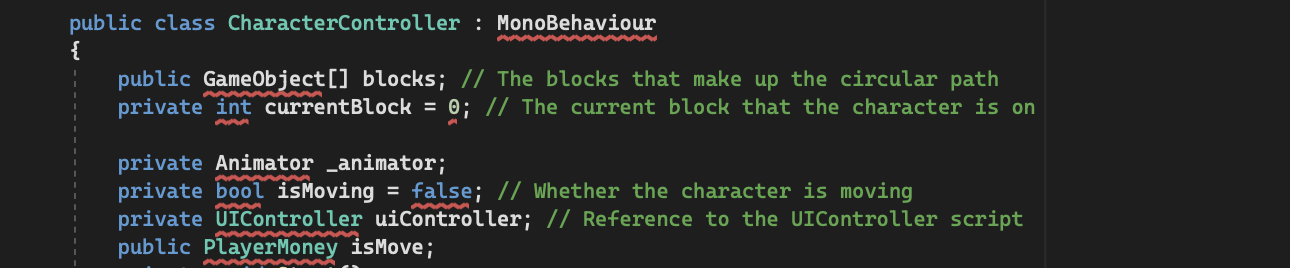 public class CharacterController : MonoBehaviour
{
public GameObject[] blocks; // The blocks that make up the circular path
private int currentBlock = 0; // The current block that the character is on
private Animator _animator;
private bool isMoving = false; // Whether the character is moving
private UIController uiController; // Reference to the UIController script
public PlayerMoney isMove;